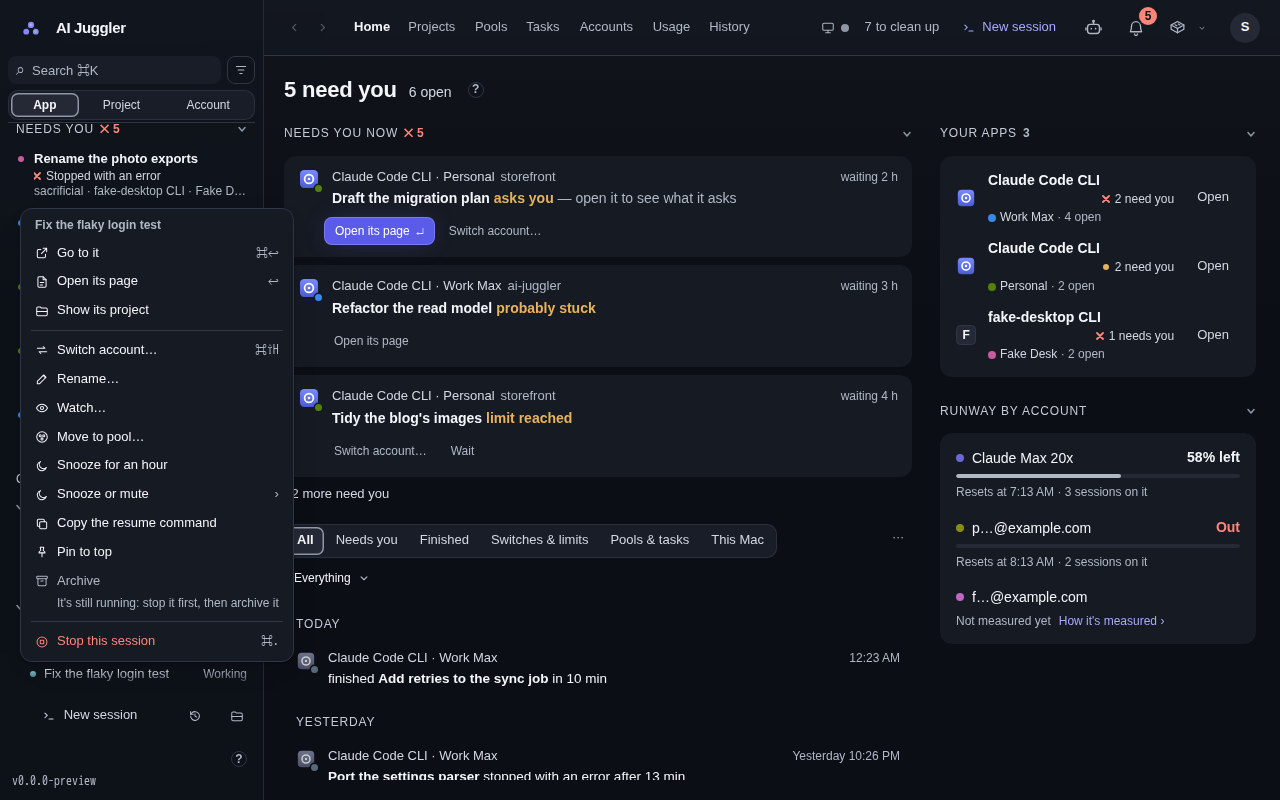 AI Juggler
Home
Projects
Pools
Tasks
Accounts
Usage
History
7 to clean up
New session
5
S
Search ⌘K
App
Project
Account
NEEDS YOU 5
Rename the photo exports
Stopped with an error
sacrificial · fake-desktop CLI · Fake D…
Fix the flaky login test
Go to it ⌘↩
Open its page ↩
Show its project
Switch account…
Rename…
Watch…
Move to pool…
Snooze for an hour
Snooze or mute ›
Copy the resume command
Pin to top
Archive
It's still running: stop it first, then archive it
Stop this session ⌘.
Fix the flaky login test Working
New session
?
v0.0.0-preview
5 need you 6 open ?
NEEDS YOU NOW 5
Claude Code CLI · Personal storefront waiting 2 h
Draft the migration plan asks you — open it to see what it asks
Open its page ↵ Switch account…
Claude Code CLI · Work Max ai-juggler waiting 3 h
Refactor the read model probably stuck
Open its page
Claude Code CLI · Personal storefront waiting 4 h
Tidy the blog's images limit reached
Switch account… Wait
2 more need you
All
Needs you
Finished
Switches & limits
Pools & tasks
This Mac
…
Everything
TODAY
Claude Code CLI · Work Max 12:23 AM
finished Add retries to the sync job in 10 min
YESTERDAY
Claude Code CLI · Work Max Yesterday 10:26 PM
Port the settings parser stopped with an error after 13 min
YOUR APPS 3
Claude Code CLI
2 need you
Open
Work Max · 4 open
Claude Code CLI
2 need you
Open
Personal · 2 open
F
fake-desktop CLI
1 needs you
Open
Fake Desk · 2 open
RUNWAY BY ACCOUNT
Claude Max 20x 58% left
Resets at 7:13 AM · 3 sessions on it
p…@example.com Out
Resets at 8:13 AM · 2 sessions on it
f…@example.com
Not measured yet How it's measured ›